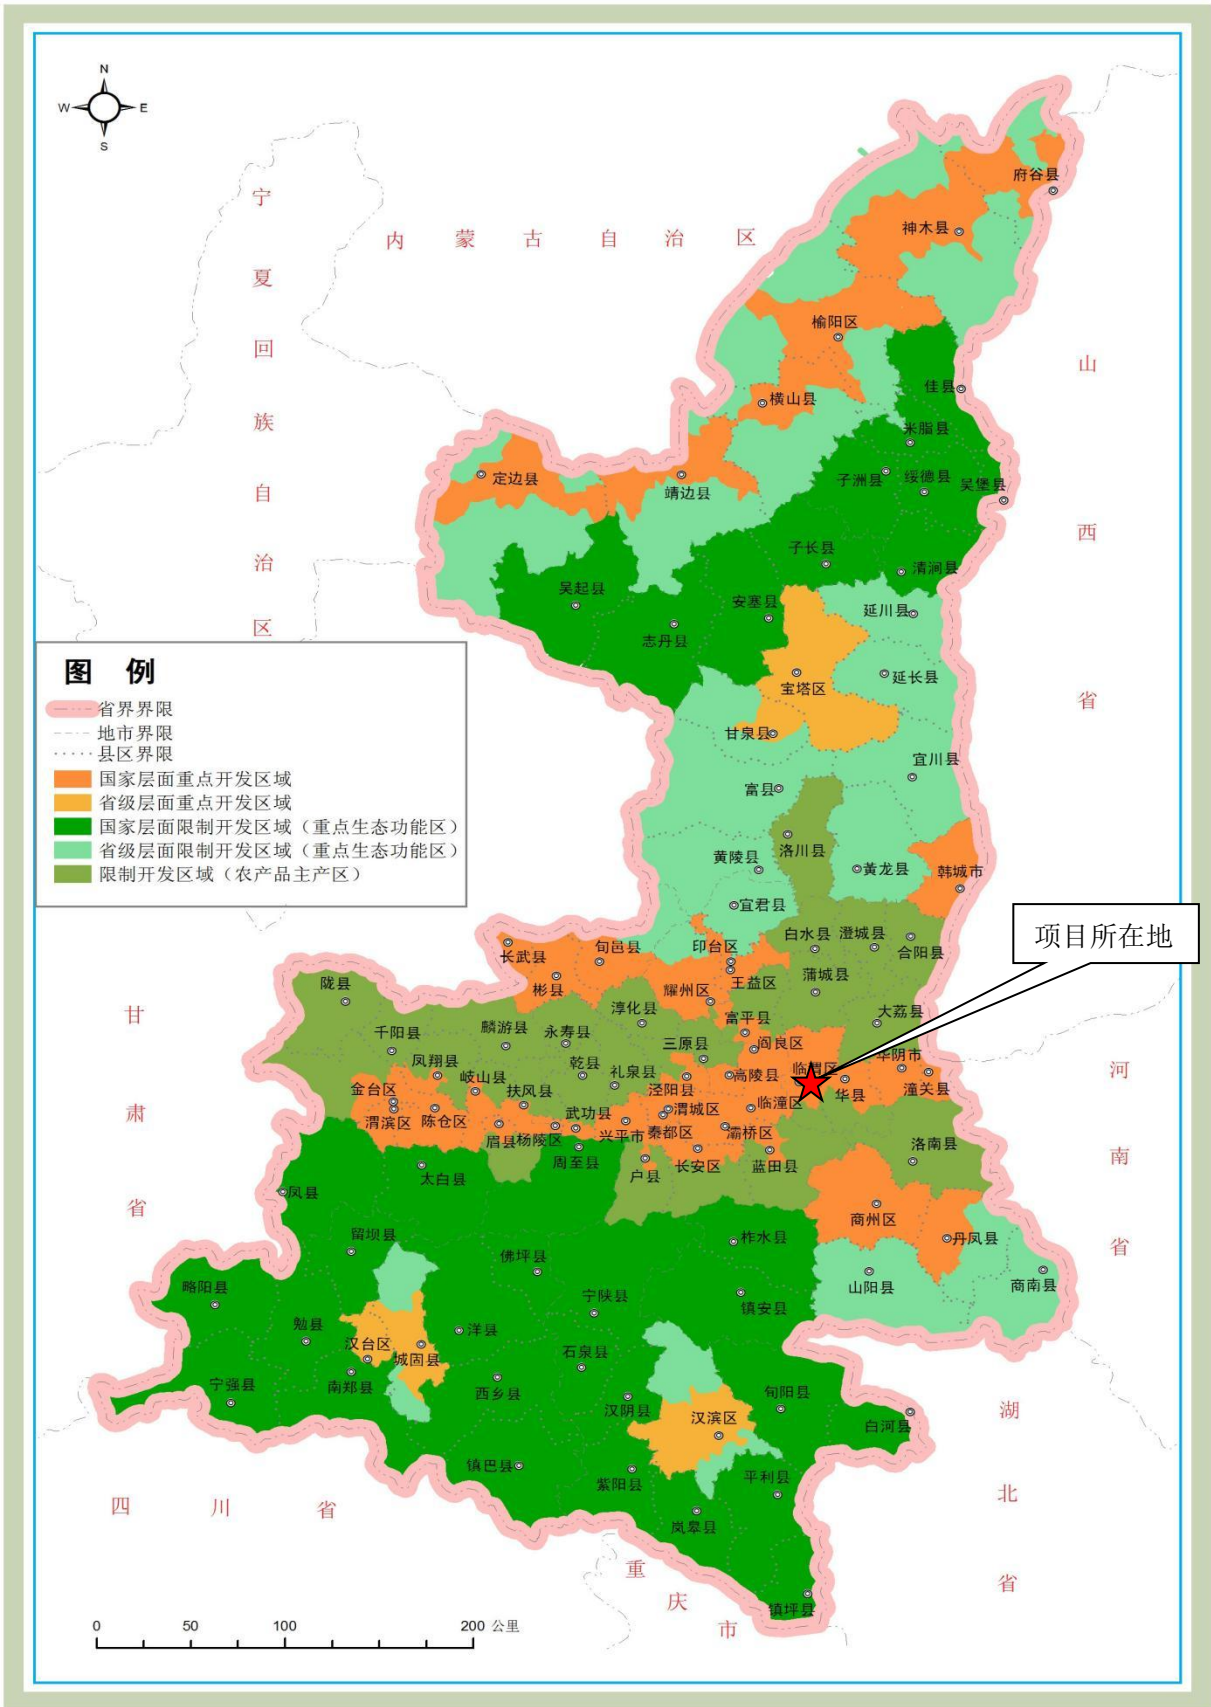 N
W
E
S
宁夏回族自治区
内蒙古自治区
山西省
甘肃省
河南省
湖北省
四川省
重庆市
府谷县
神木县
榆阳区
佳县
横山县
米脂县
定边县
靖边县
子洲县
绥德县
吴堡县
子长县
清涧县
吴起县
安塞县
延川县
志丹县
宝塔区
延长县
甘泉县
宜川县
富县
洛川县
黄陵县
黄龙县
韩城市
宜君县
图 例
省界界限
地市界限
县区界限
国家层面重点开发区域
省级层面重点开发区域
国家层面限制开发区域（重点生态功能区）
省级层面限制开发区域（重点生态功能区）
限制开发区域（农产品主产区）
项目所在地
长武县
旬邑县
印台区
白水县
澄城县
合阳县
陇县
彬县
耀州区
王益区
蒲城县
千阳县
麟游县
永寿县
淳化县
富平县
大荔县
凤翔县
乾县
礼泉县
三原县
阎良区
临渭区
华阴市
金台区
岐山县
扶风县
泾阳县
高陵县
华县
潼关县
渭滨区
陈仓区
眉县
杨陵区
武功县
兴平市
秦都区
渭城区
临潼区
灞桥区
周至县
户县
长安区
蓝田县
洛南县
太白县
凤县
商州区
丹凤县
留坝县
佛坪县
柞水县
山阳县
商南县
略阳县
宁陕县
镇安县
勉县
汉台区
城固县
洋县
石泉县
宁强县
南郑县
西乡县
汉阴县
汉滨区
旬阳县
白河县
镇巴县
紫阳县
平利县
岚皋县
镇坪县
0 50 100 200 公里